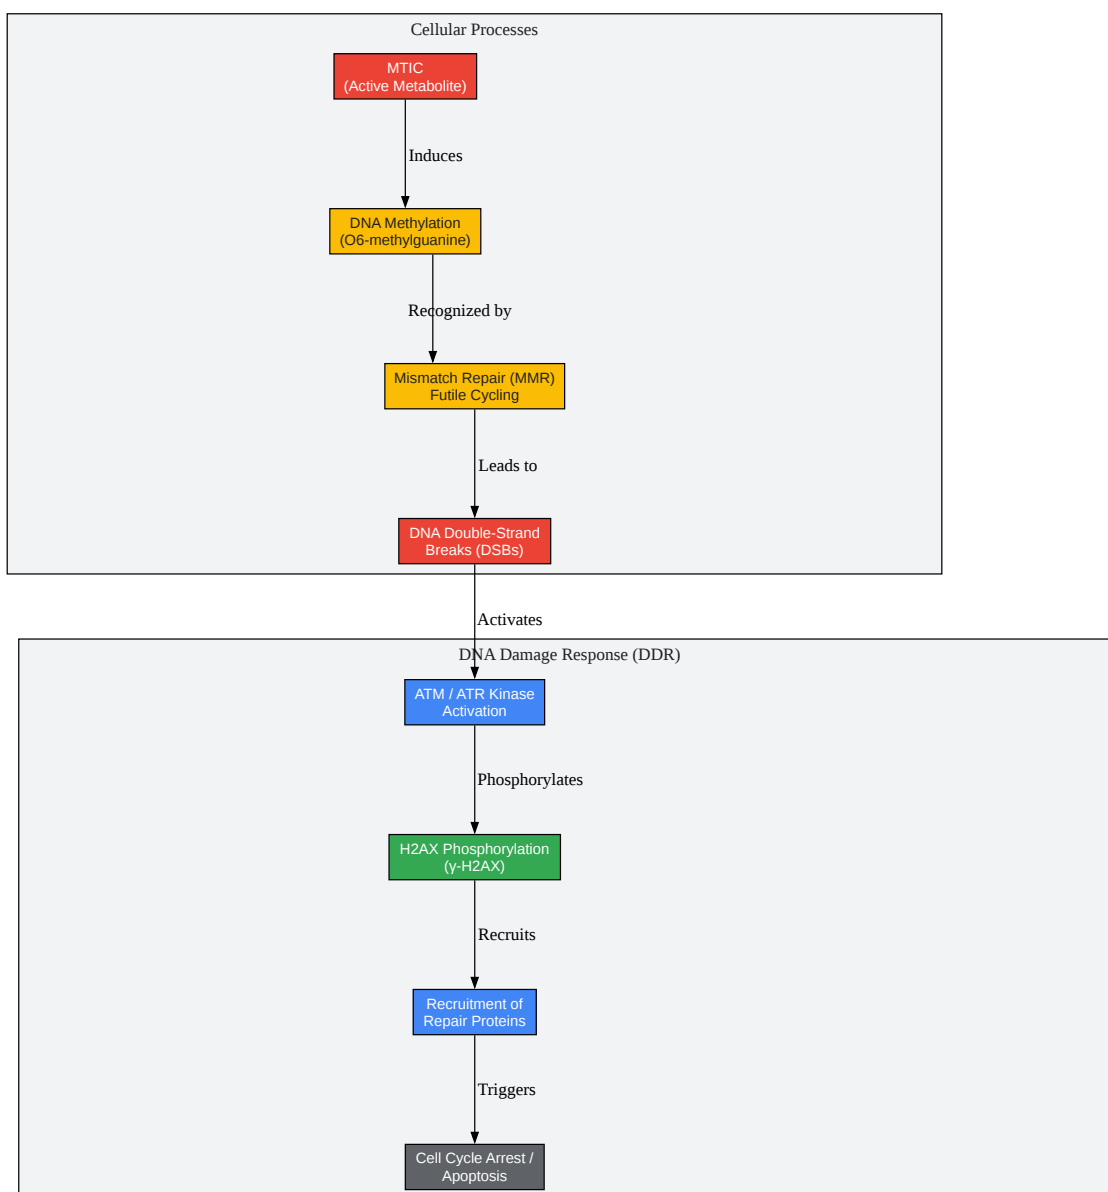 Cellular Processes
MTIC
(Active Metabolite)
Induces
DNA Methylation
(O6-methylguanine)
Recognized by
Mismatch Repair (MMR)
Futile Cycling
Leads to
DNA Double-Strand
Breaks (DSBs)
Activates
DNA Damage Response (DDR)
ATM / ATR Kinase
Activation
Phosphorylates
H2AX Phosphorylation
(γ-H2AX)
Recruits
Recruitment of
Repair Proteins
Triggers
Cell Cycle Arrest /
Apoptosis